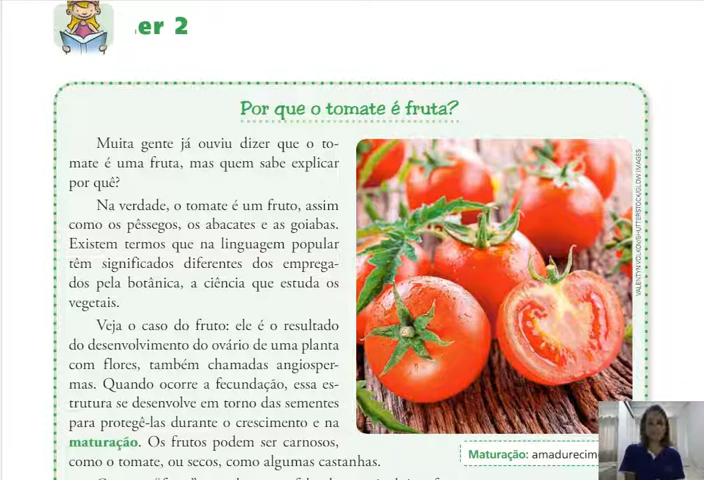 er 2
Por que o tomate é fruta?
Muita gente já ouviu dizer que o to-
mate é uma fruta, mas quem sabe explicar
por quê?
Na verdade, o tomate é um fruto, assim
como os pêssegos, os abacates e as goiabas.
Existem termos que na linguagem popular
têm significados diferentes dos emprega-
dos pela botânica, a ciência que estuda os
vegetais.
Veja o caso do fruto: ele é o resultado
do desenvolvimento do ovário de uma planta
com flores, também chamadas angiosper-
mas. Quando ocorre a fecundação, essa es-
trutura se desenvolve em torno das sementes
para protegê-las durante o crescimento e na
maturação. Os frutos podem ser carnosos,
como o tomate, ou secos, como algumas castanhas.
VALENTYN VOLKOV/SHUTTERSTOCK/GLOW IMAGES
Maturação: amadurecim